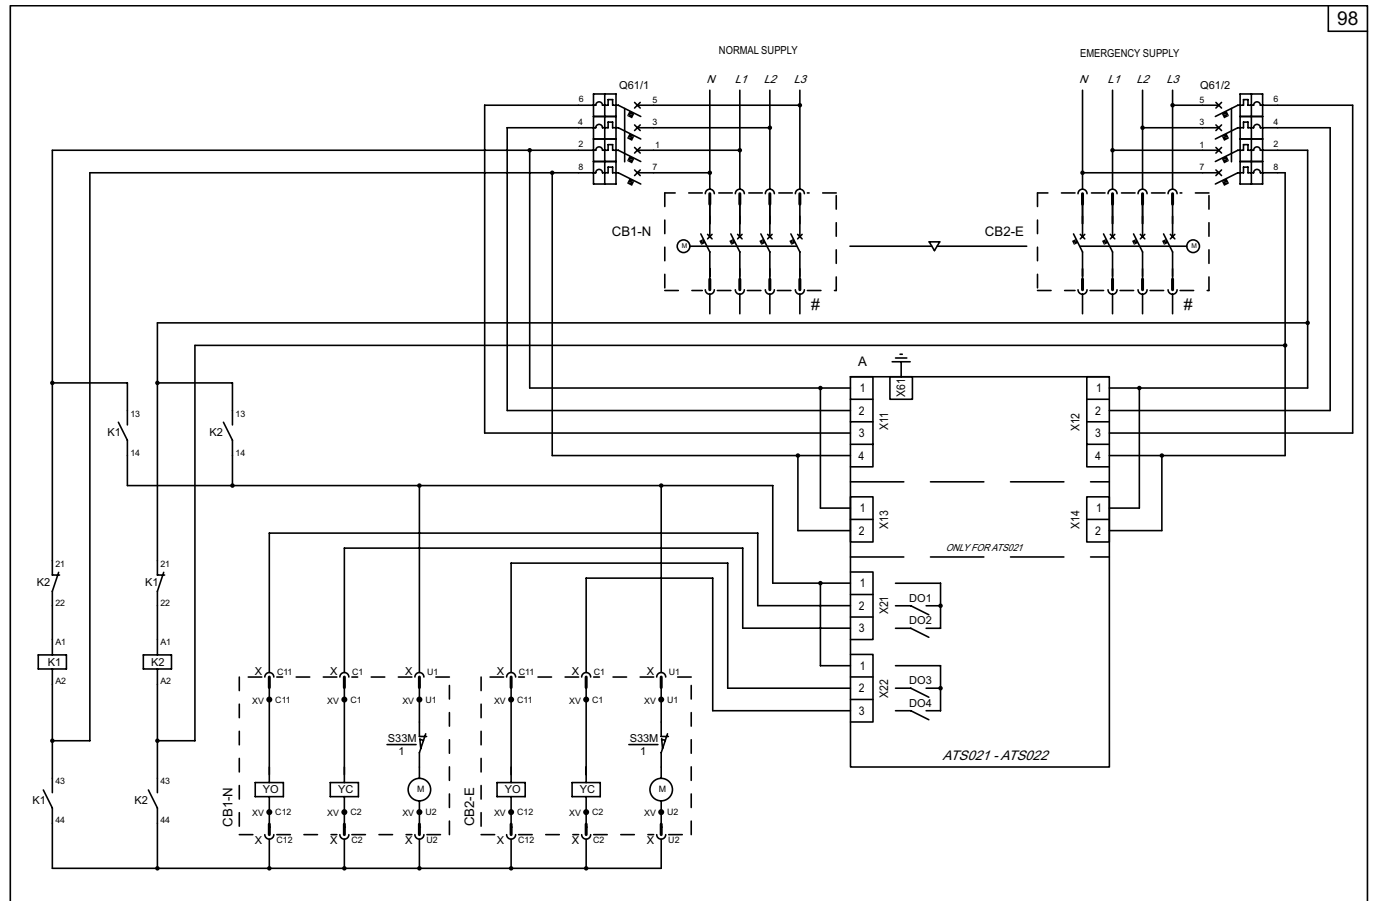 98
NORMAL SUPPLY
EMERGENCY SUPPLY
N L1 L2 L3
N L1 L2 L3
Q61/1
Q61/2
6 5
4 3
2 1
8 7
5 6
3 4
1 2
7 8
CB1-N
M
#
CB2-E
M
#
A
X61
1
2
3
4
X11
1
2
3
4
X12
1
2
X13
1
2
X14
ONLY FOR ATS021
1
2
3
X21
DO1
DO2
1
2
3
X22
DO3
DO4
ATS021 - ATS022
13
K1
14
13
K2
14
21
K2
22
21
K1
22
A1
K1
A2
A1
K2
A2
43
K1
44
43
K2
44
CB1-N
X C11 X C1 X U1
XV C11 XV C1 XV U1
S33M
1
YO YC M
XV C12 XV C2 XV U2
X C12 X C2 X U2
CB2-E
X C11 X C1 X U1
XV C11 XV C1 XV U1
S33M
1
YO YC M
XV C12 XV C2 XV U2
X C12 X C2 X U2